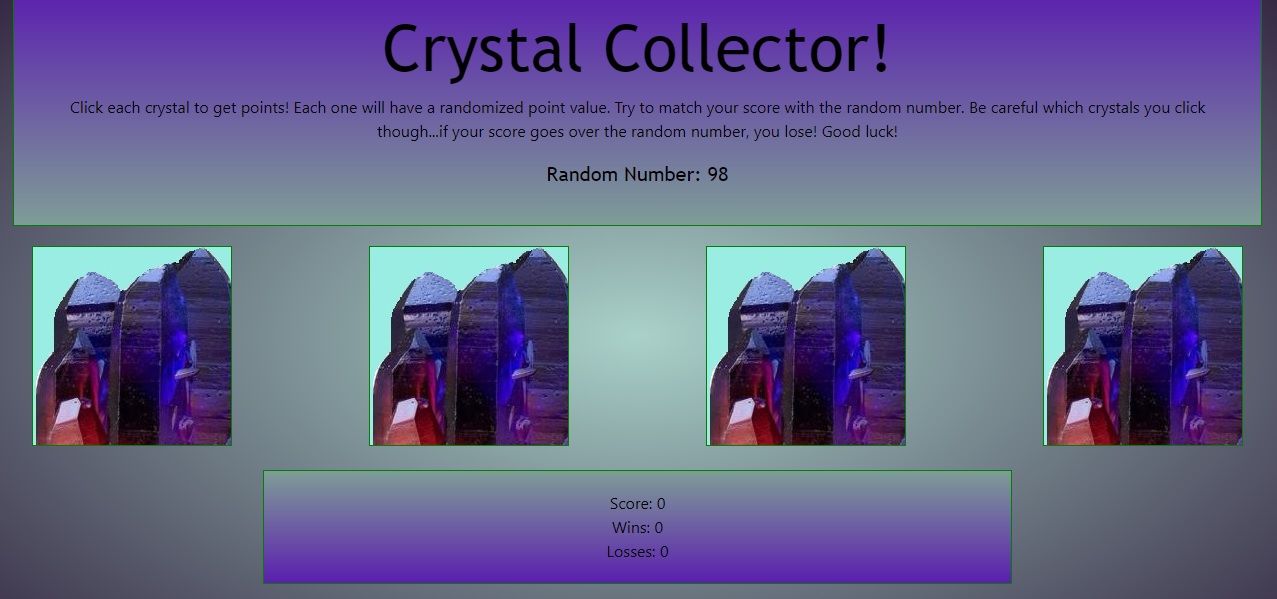 Crystal Collector!
Click each crystal to get points! Each one will have a randomized point value. Try to match your score with the random number. Be careful which crystals you click
though...if your score goes over the random number, you lose! Good luck!
Random Number: 98
Score: 0
Wins: 0
Losses: 0